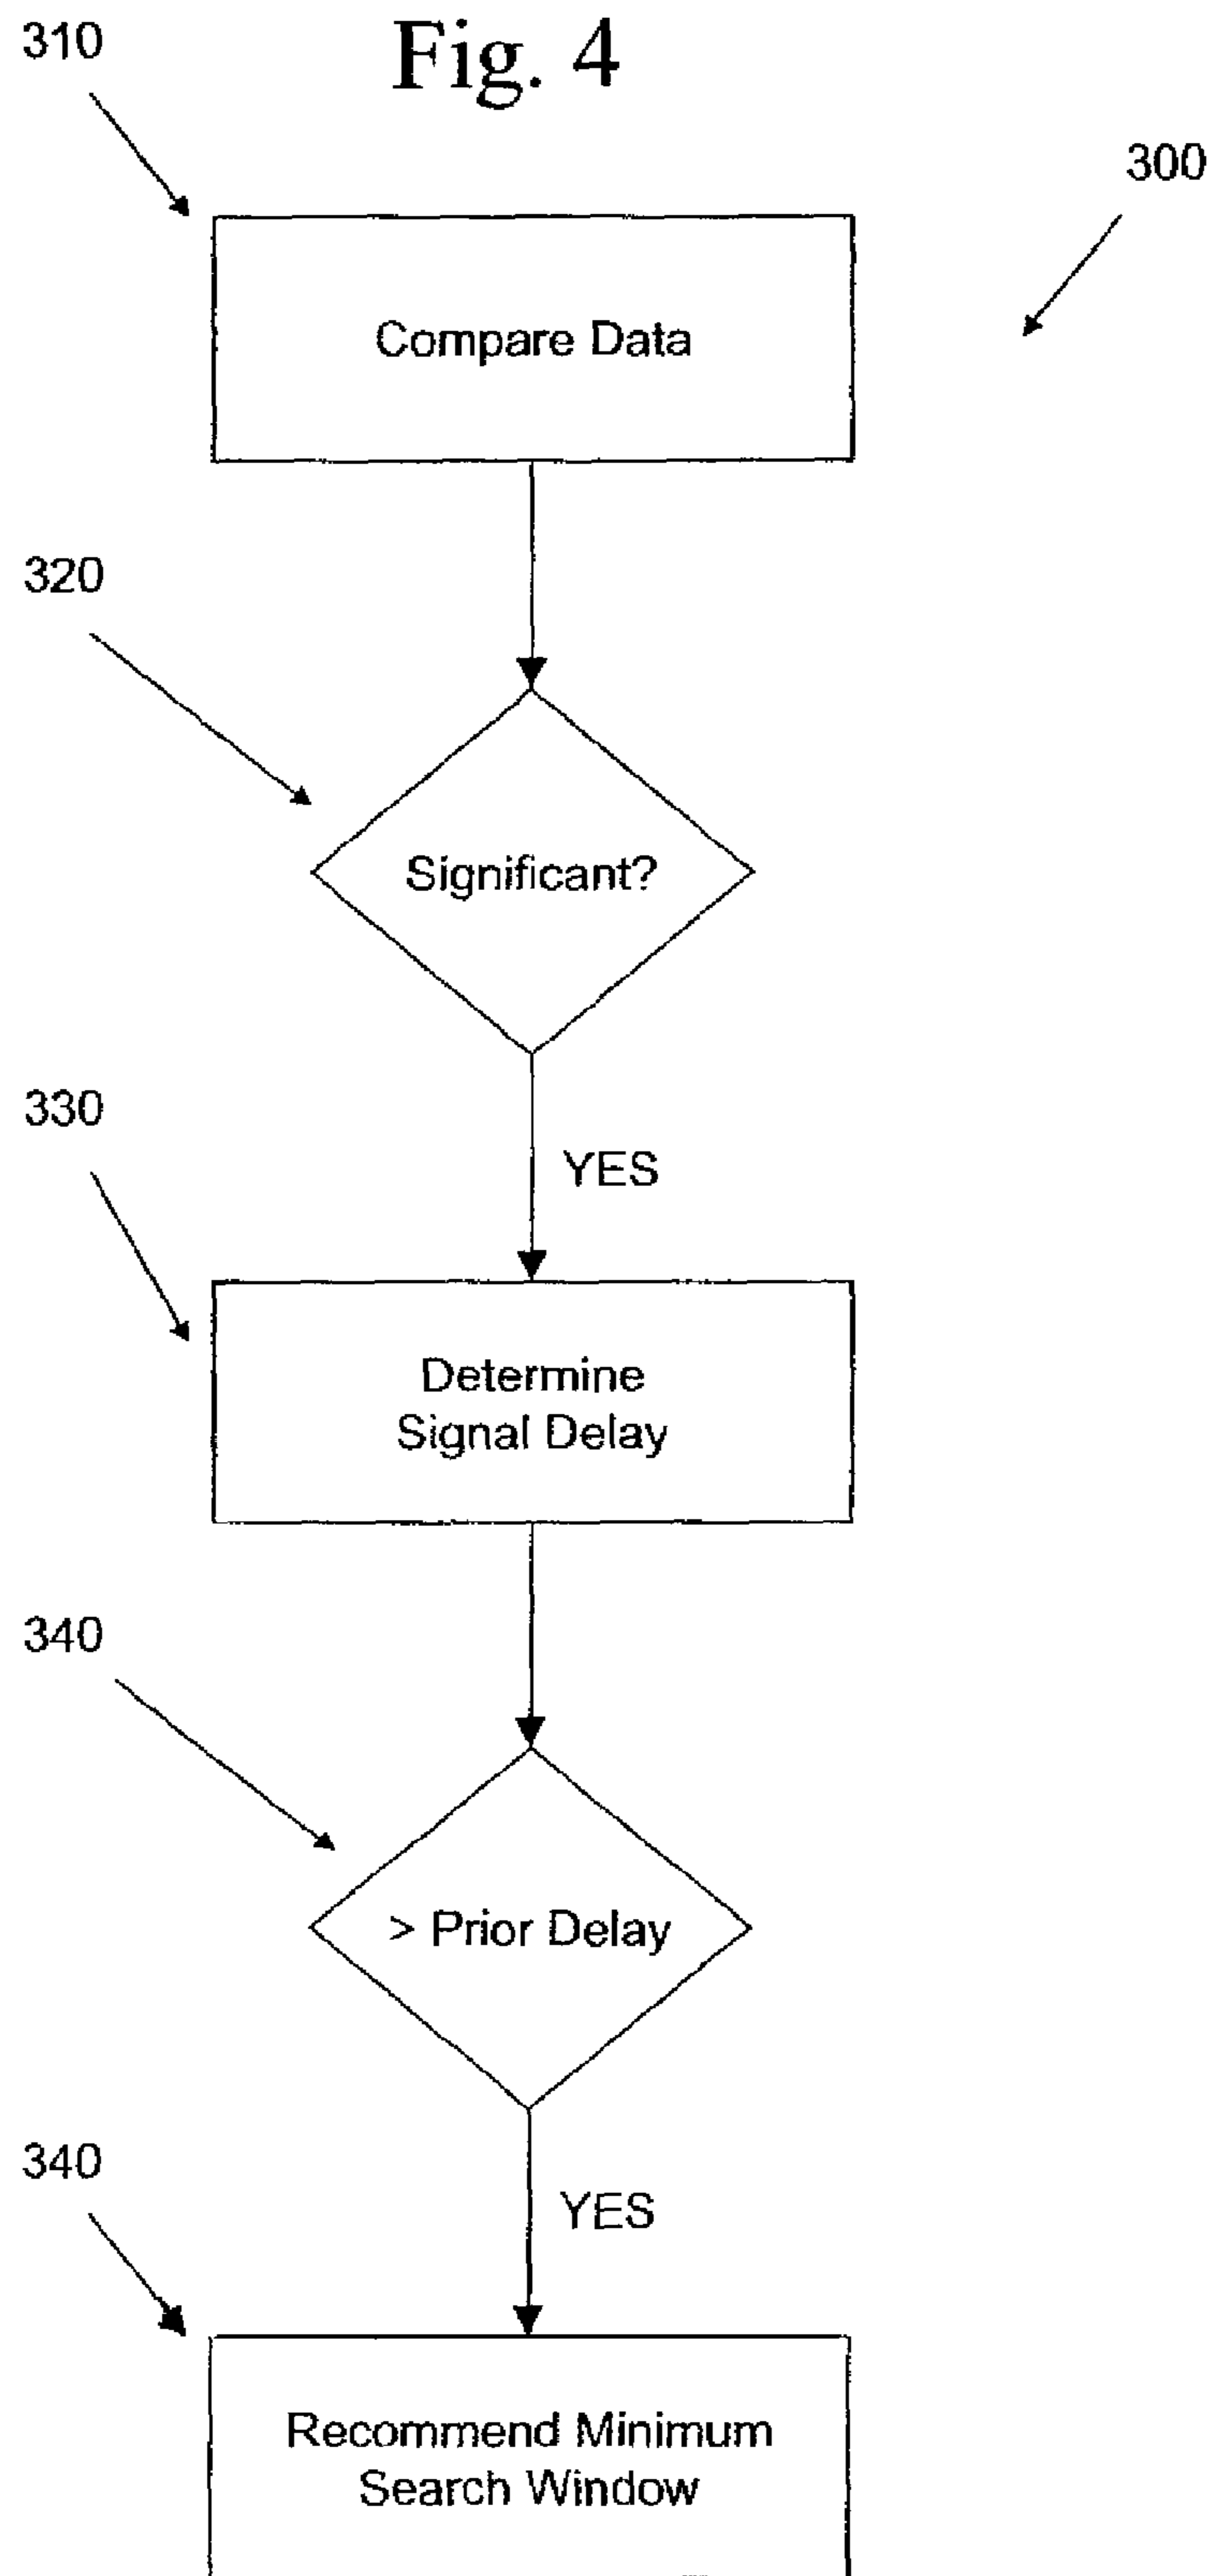 Fig. 4
310
300
Compare Data
320
Significant?
330
YES
Determine
Signal Delay
340
> Prior Delay
340
YES
Recommend Minimum
Search Window